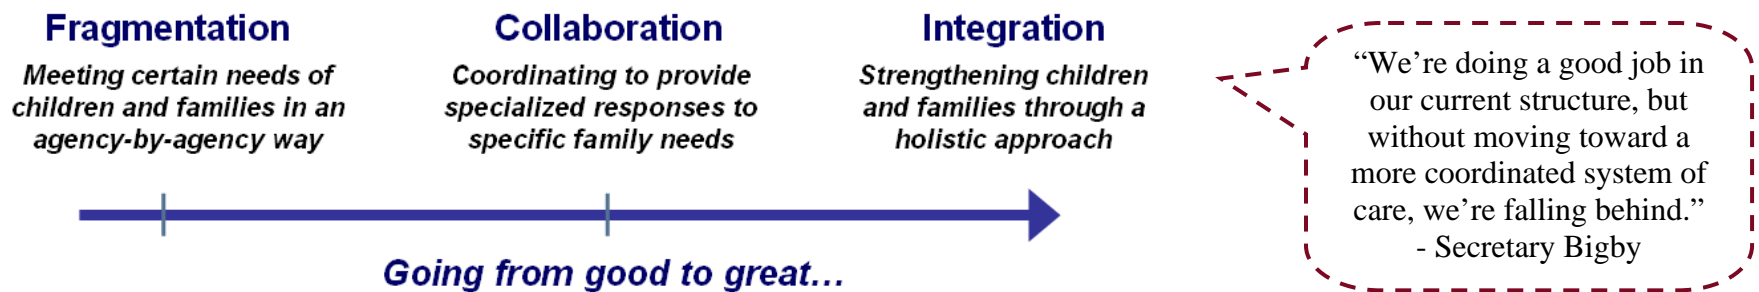 Fragmentation
Meeting certain needs of
children and families in an
agency-by-agency way
Collaboration
Coordinating to provide
specialized responses to
specific family needs
Integration
Strengthening children
and families through a
holistic approach
Going from good to great…
“We’re doing a good job in
our current structure, but
without moving toward a
more coordinated system of
care, we’re falling behind.”
- Secretary Bigby